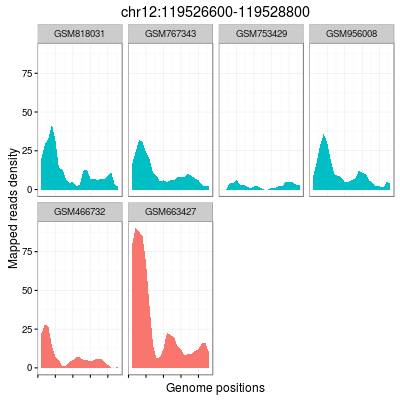 chr12:119526600-119528800
GSM818031 GSM767343 GSM753429 GSM956008
75
50
25
0
Mapped reads density
GSM466732 GSM663427
75
50
25
0
Genome positions